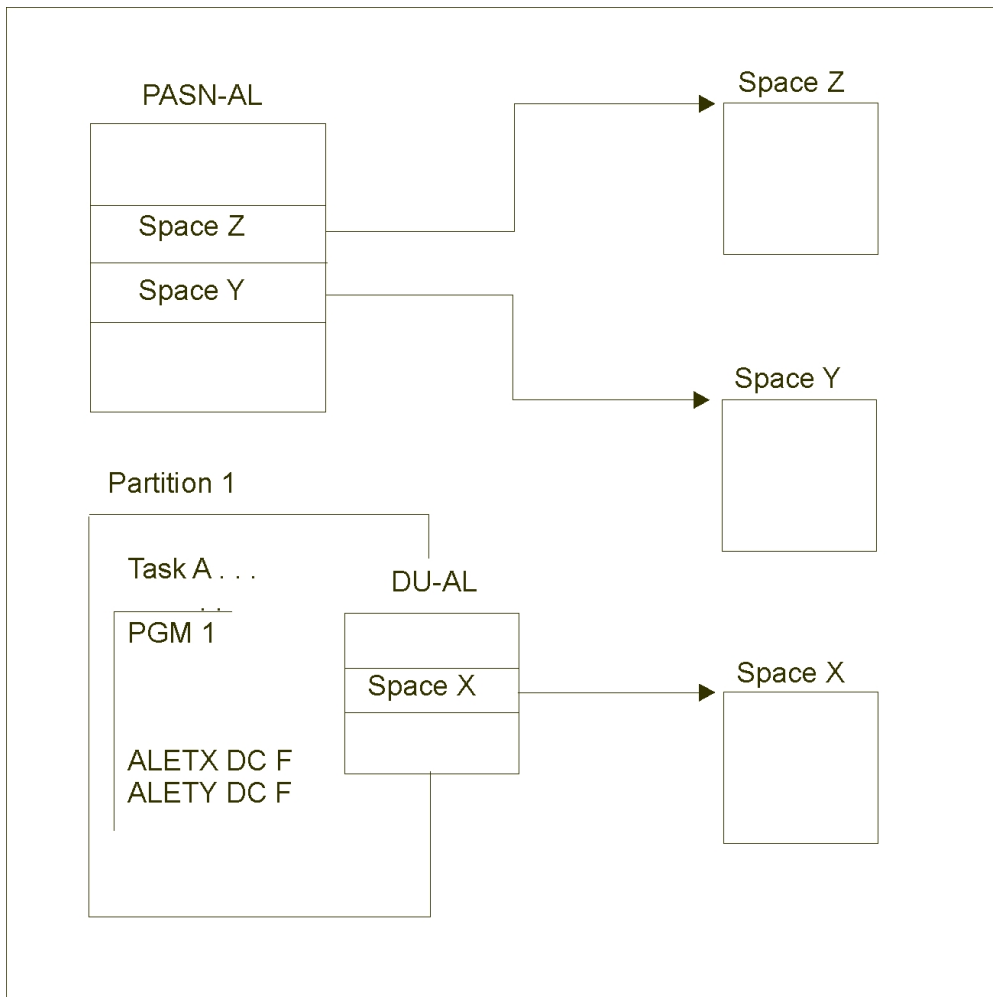 PASN-AL
Space Z
Space Z
Space Y
Space Y
Partition 1
Task A . . .
. .
PGM 1
DU-AL
Space X
Space X
ALETX DC F
ALETY DC F